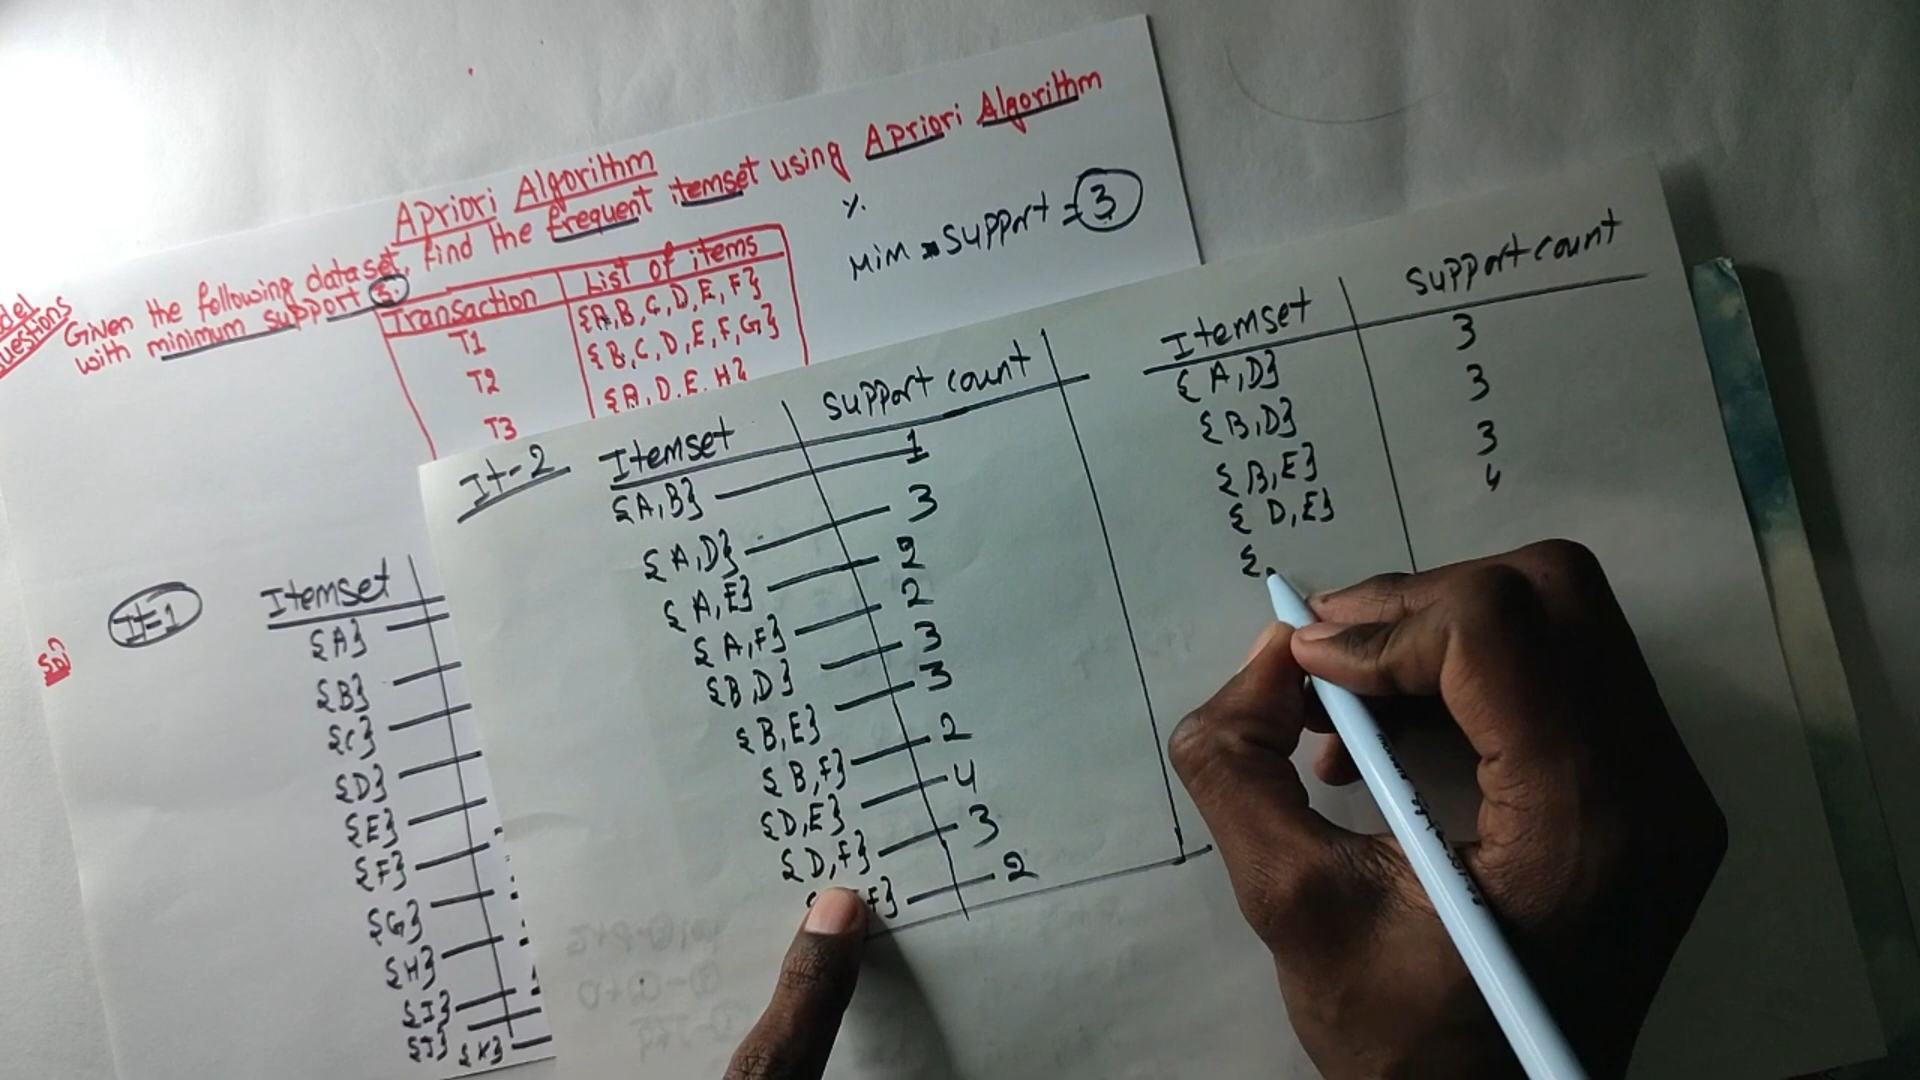 Apriori Algorithm
Given the following dataset, find the frequent itemset using Apriori Algorithm
with minimum support 3.
Min support = 3
Transaction List of items
T1 {A,B,C,D,E,F}
T2 {B,C,D,E,F,G}
T3 {A,D,E,H}
It=1
Itemset
{A}
{B}
{C}
{D}
{E}
{F}
{G}
{H}
{I}
{J}
{K}
It-2
Itemset support count
{A,B} 1
{A,D} 3
{A,E} 2
{A,F} 2
{B,D} 3
{B,E} 3
{B,F} 2
{D,E} 4
{D,F} 3
F} 2
Itemset support count
{A,D} 3
{B,D} 3
{B,E} 3
{D,E} 4
{